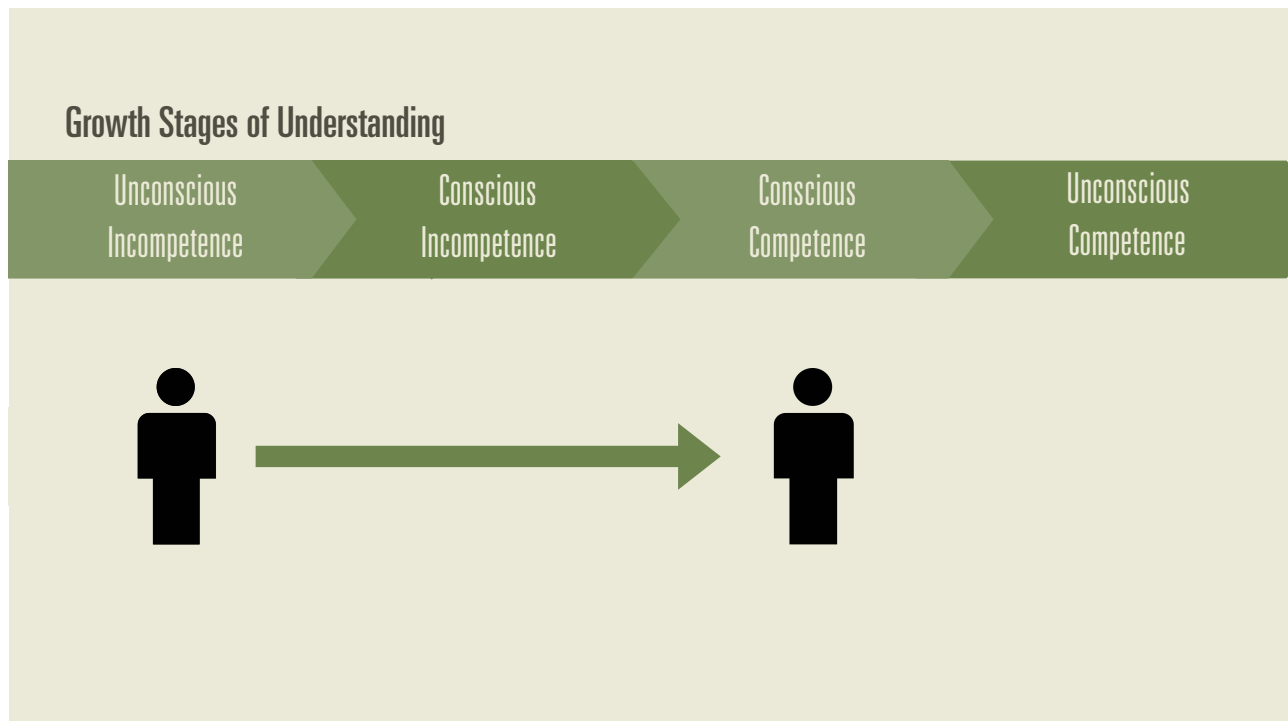 Growth Stages of Understanding
Unconscious
Incompetence
Conscious
Incompetence
Conscious
Competence
Unconscious
Competence